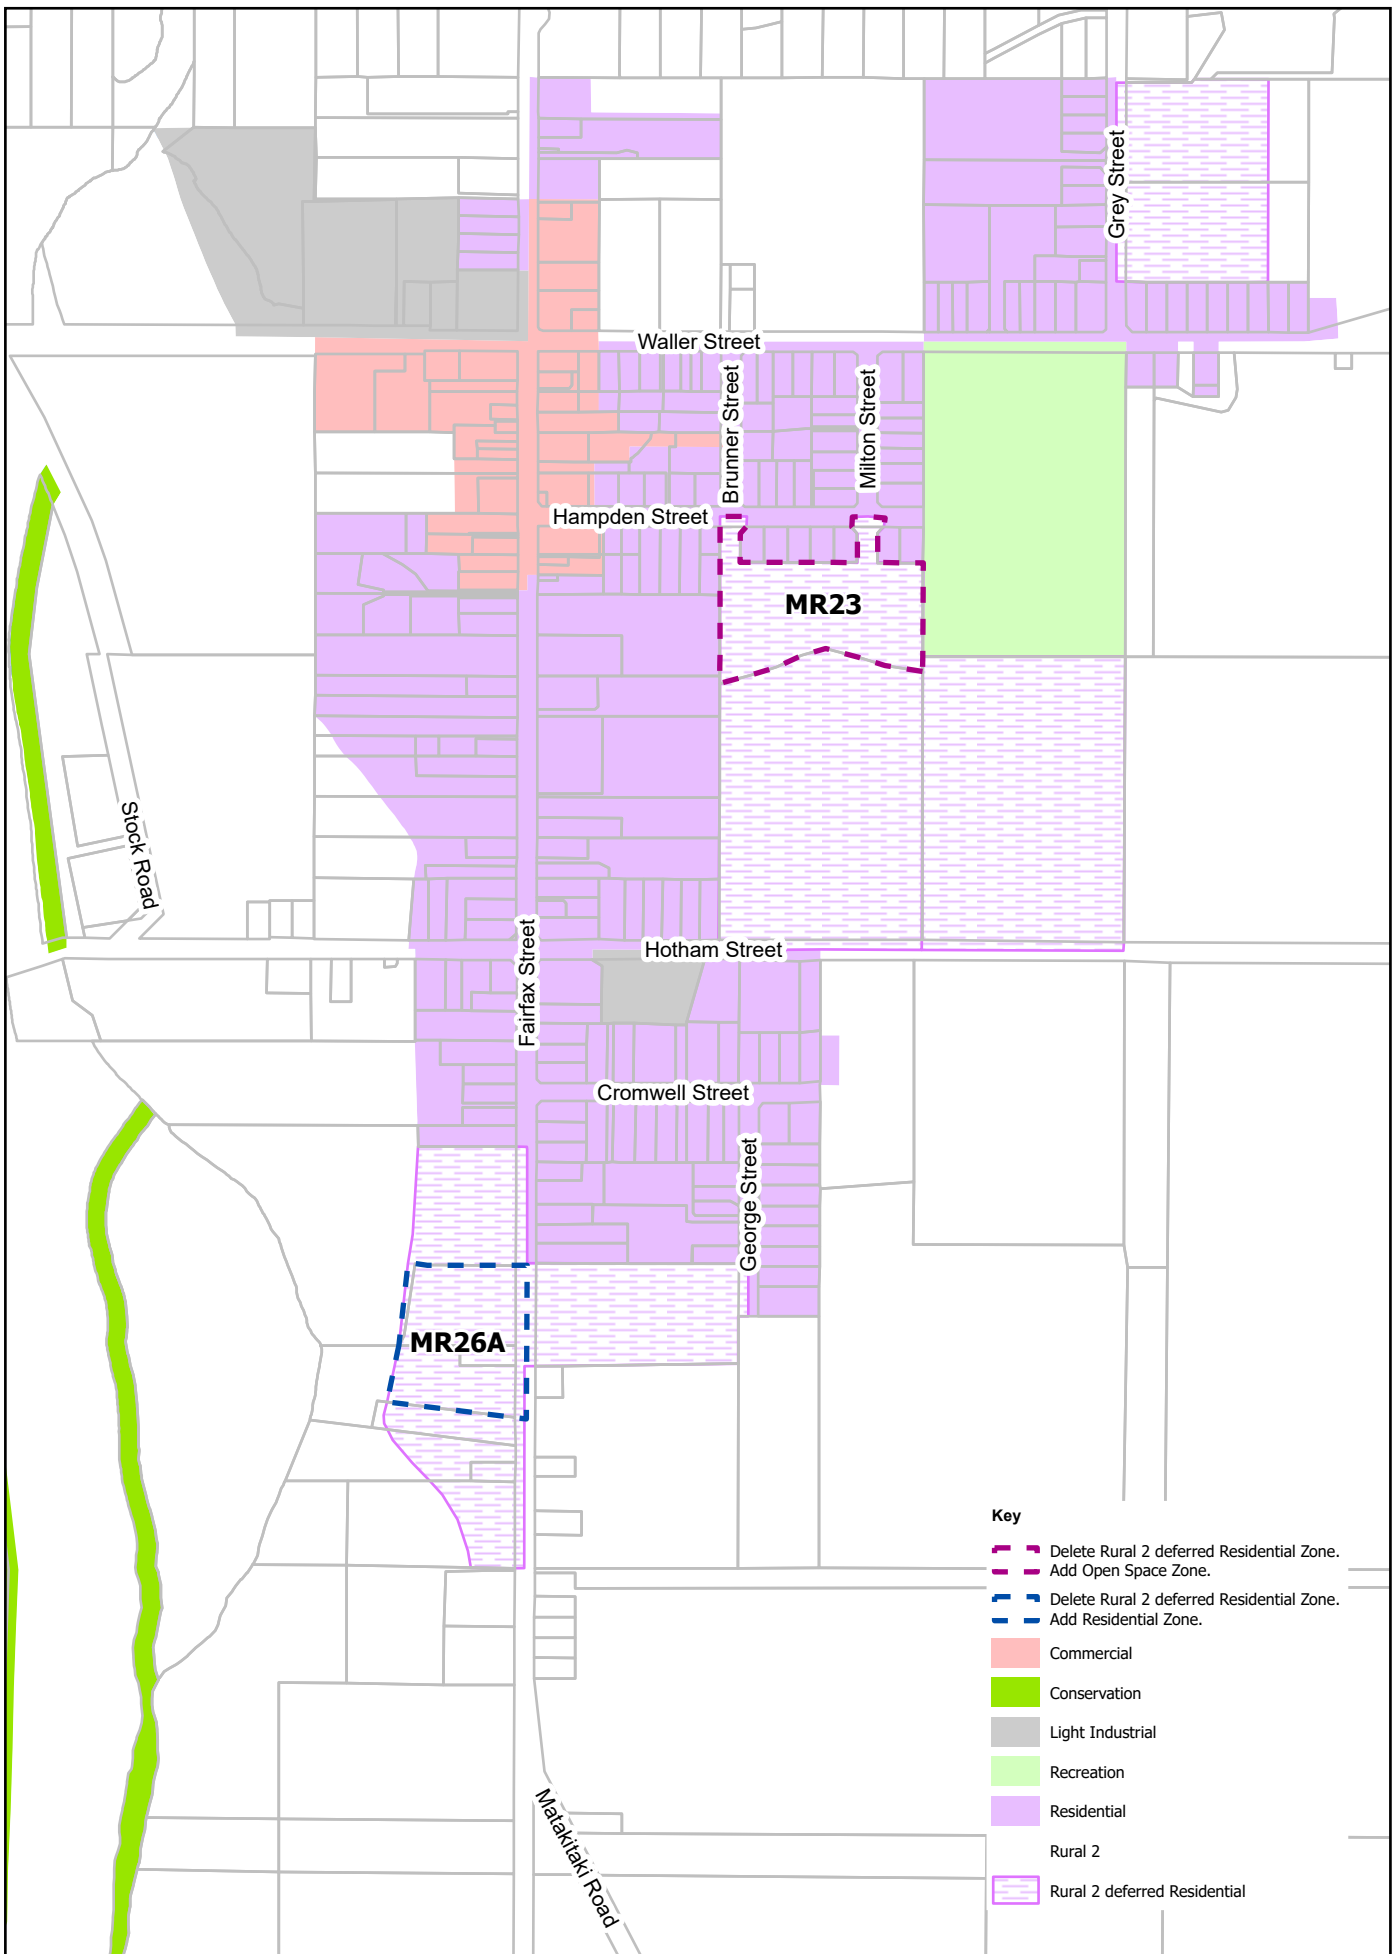 Grey Street
Waller Street
Brunner Street
Milton Street
Hampden Street
MR23
Stock Road
Fairfax Street
Hotham Street
Cromwell Street
George Street
MR26A
Matakitaki Road
Key
Delete Rural 2 deferred Residential Zone.
Add Open Space Zone.
Delete Rural 2 deferred Residential Zone.
Add Residential Zone.
Commercial
Conservation
Light Industrial
Recreation
Residential
Rural 2
Rural 2 deferred Residential